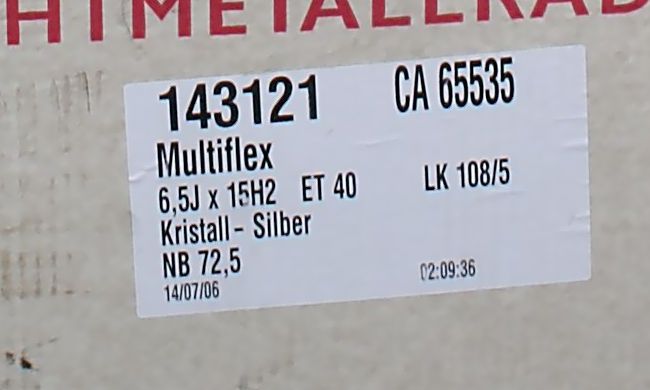 HTMETALLRAD
143121 CA 65535
Multiflex
6,5J x 15H2 ET 40 LK 108/5
Kristall - Silber
NB 72,5
14/07/06 02:09:36